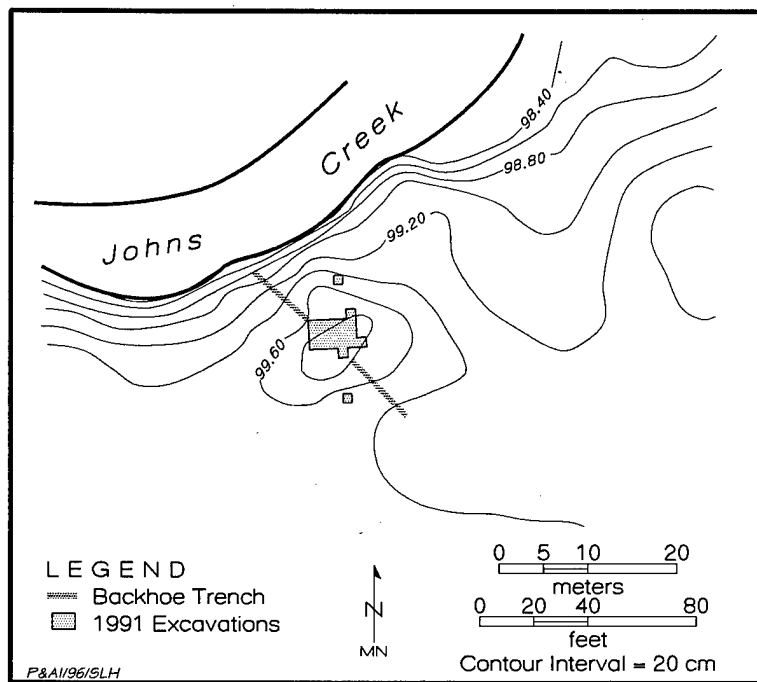 Johns Creek
98.40
98.80
99.20
99.60
LEGEND
Backhoe Trench
1991 Excavations
N
MN
0 5 10 20
meters
0 20 40 80
feet
Contour Interval = 20 cm
P&AI/96/SLH